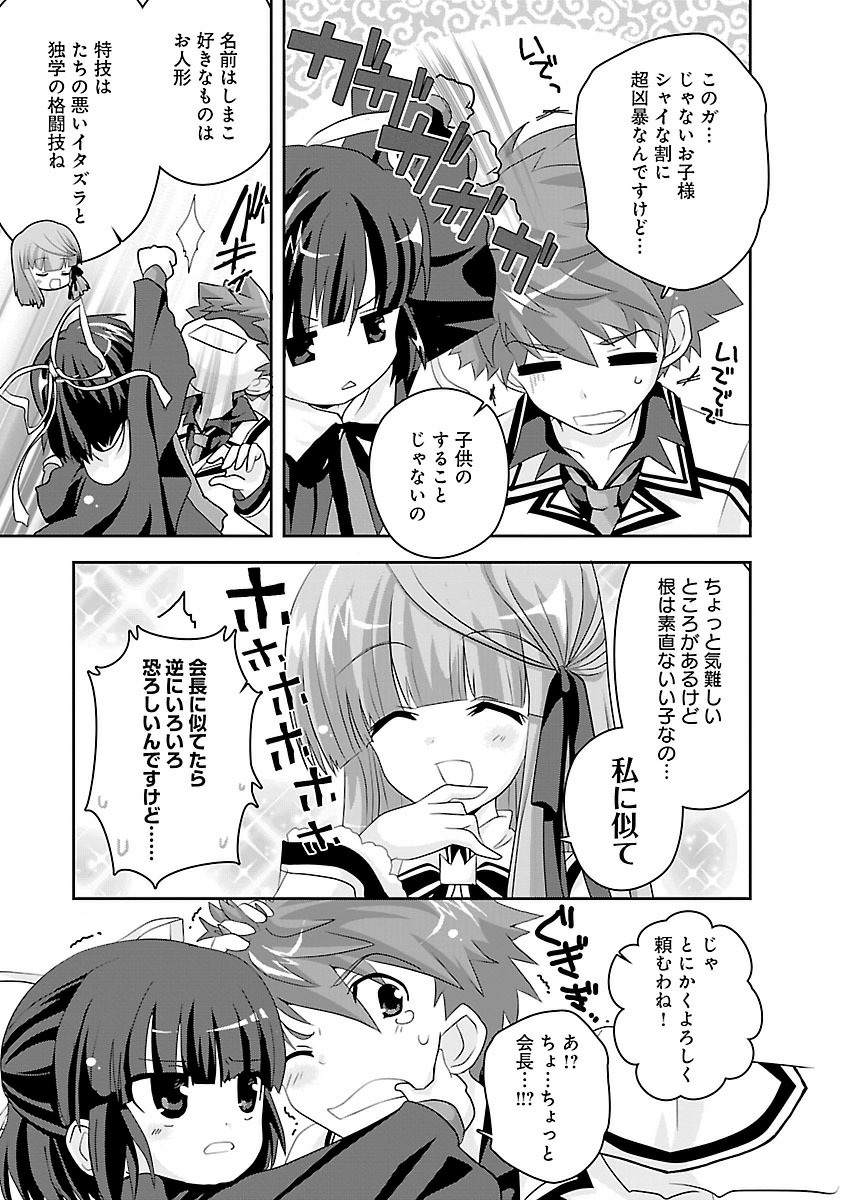 このガ…
じゃないお子様
シャイな割に
超凶暴なんですけど…
いでっ
ドドドドド
いでででで
子供の
すること
じゃないの
名前はしまこ
好きなものは
お人形
特技は
たちの悪いイタズラと
独学の格闘技ね
ちょっと気難しい
ところがあるけど
根は素直ないい子なの…
私に似て
ホホホホホ
会長に似てたら
逆にいろいろ
恐ろしいんですけど……
じゃ
とにかくよろしく
頼むわね！
ぐぎぎぎ…
あ!?
ちょ…ちょっと
会長…!!?